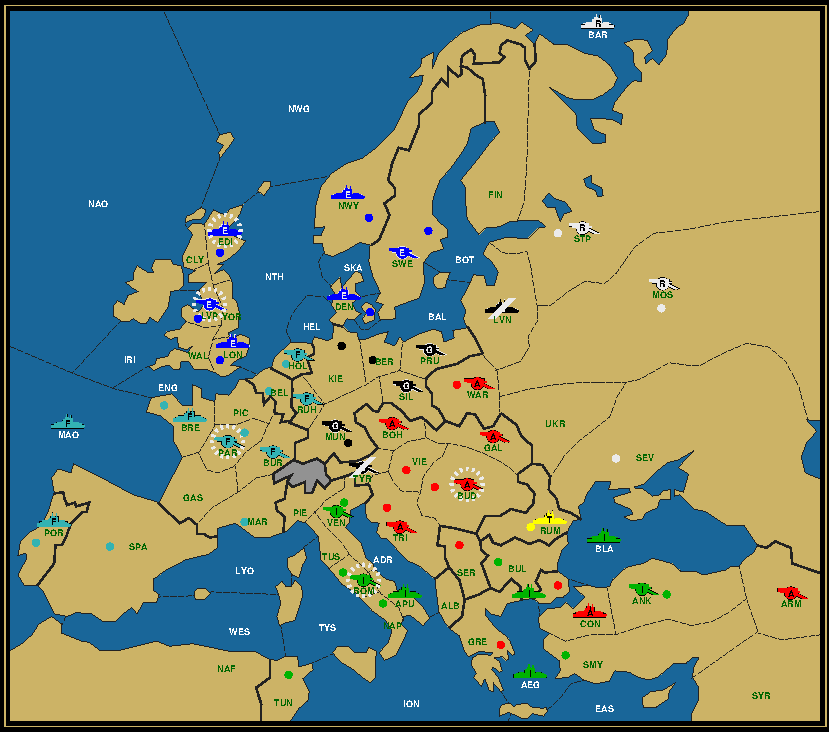 R
BAR
NWG
E
NWY
FIN
NAO
E
EDI
R
STP
CLY
E
SWE
BOT
SKA
NTH
R
MOS
E
DEN
E
LVP
YOR
LVN
BAL
HEL
E
LON
IRI
WAL
F
HOL
G
PRU
BER
KIE
ENG
G
SIL
A
WAR
BEL
F
RUH
PIC
F
BRE
F
MAO
G
MUN
A
BOH
UKR
A
GAL
F
PAR
F
BUR
VIE
SEV
TYR
A
BUD
GAS
F
POR
MAR
PIE
I
VEN
T
RUM
A
TRI
SPA
I
BLA
TUS
ADR
LYO
BUL
SER
I
ROM
I
APU
I
I
ANK
A
ARM
ALB
A
CON
NAP
WES
TYS
GRE
NAF
SMY
I
AEG
TUN
SYR
ION
EAS